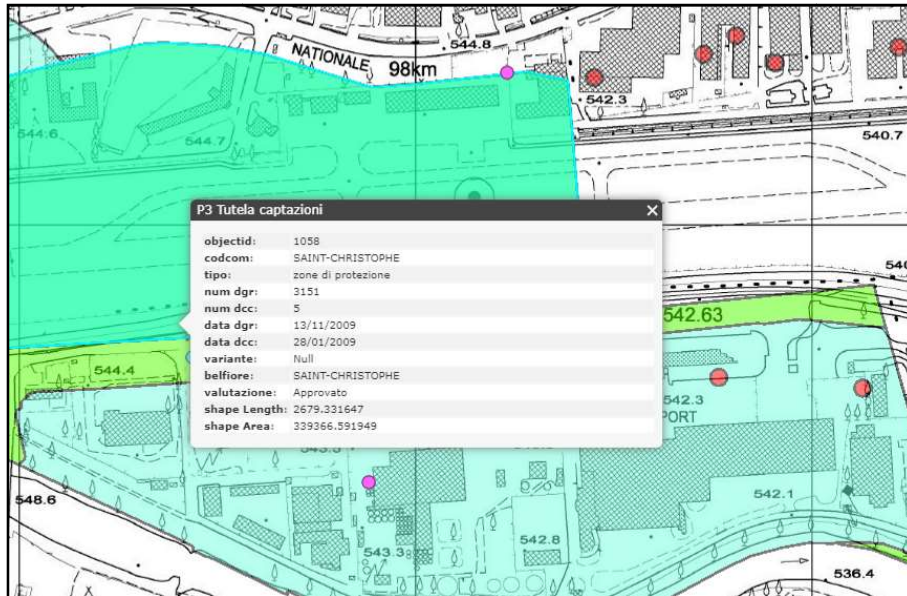 544.8
NATIONALE
98km
542.3
544.6
544.7
540.7
P3 Tutela captazioni
objectid: 1058
codcom: SAINT-CHRISTOPHE
tipo: zone di protezione
num dgr: 3151
num dcc: 5
data dgr: 13/11/2009
data dcc: 28/01/2009
variante: Null
belfiore: SAINT-CHRISTOPHE
valutazione: Approvato
shape Length: 2679.331647
shape Area: 339366.591949
542.63
544.4
542.3
PORT
548.6
542.1
543.3
542.8
536.4